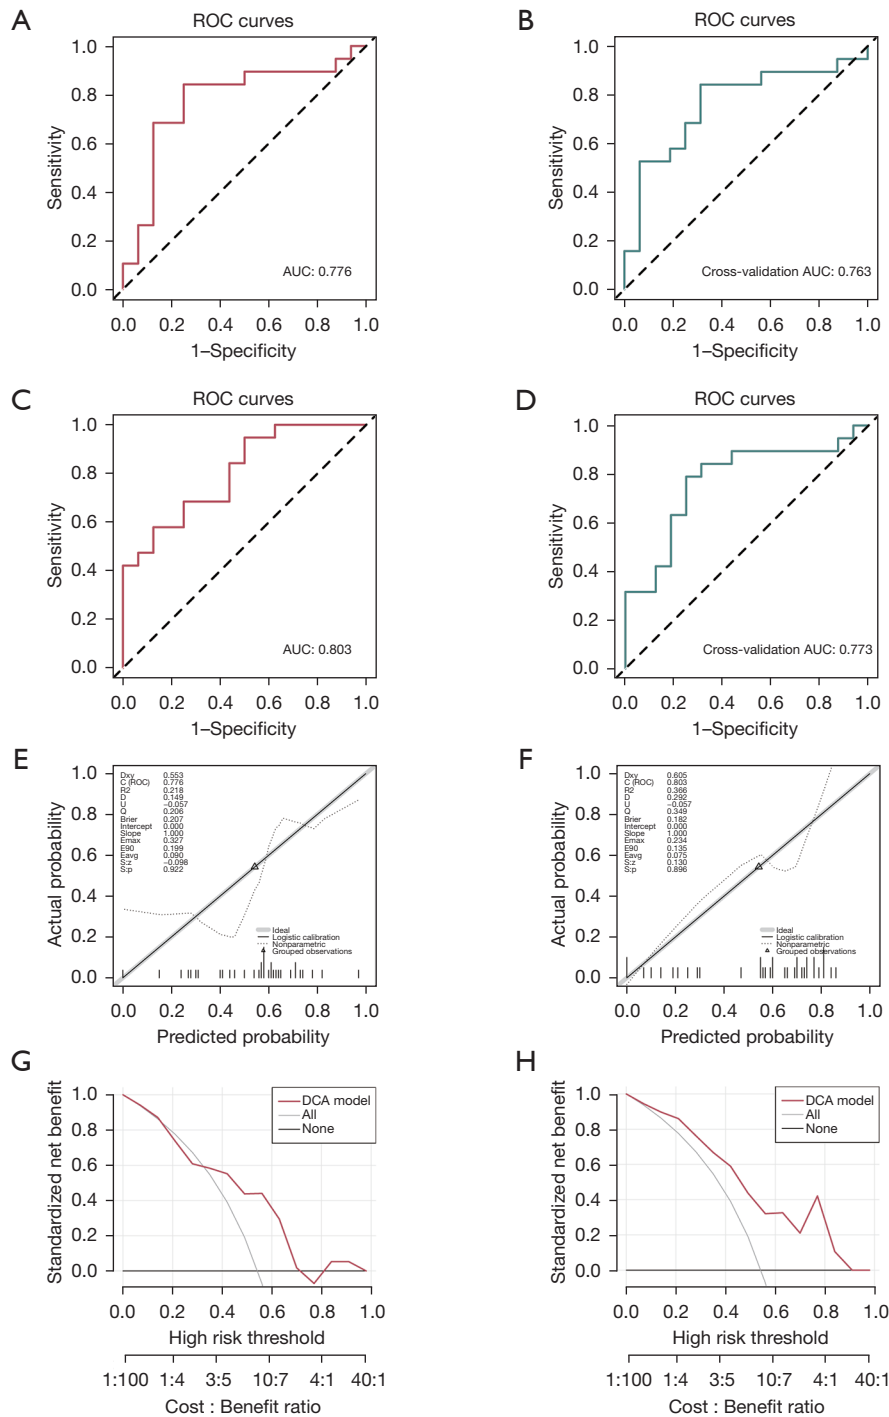 A
ROC curves
1.0
0.8
0.6
0.4
0.2
0.0
Sensitivity
AUC: 0.776
0.0 0.2 0.4 0.6 0.8 1.0
1–Specificity
B
ROC curves
1.0
0.8
0.6
0.4
0.2
0.0
Sensitivity
Cross-validation AUC: 0.763
0.0 0.2 0.4 0.6 0.8 1.0
1–Specificity
C
ROC curves
1.0
0.8
0.6
0.4
0.2
0.0
Sensitivity
AUC: 0.803
0.0 0.2 0.4 0.6 0.8 1.0
1–Specificity
D
ROC curves
1.0
0.8
0.6
0.4
0.2
0.0
Sensitivity
Cross-validation AUC: 0.773
0.0 0.2 0.4 0.6 0.8 1.0
1–Specificity
E
1.0
0.8
0.6
0.4
0.2
0.0
Actual probability
Dxy 0.553
C (ROC) 0.776
R2 0.218
D 0.149
U −0.057
Q 0.206
Brier 0.207
Intercept 0.000
Slope 1.000
Emax 0.327
E90 0.199
Eavg 0.090
S:z −0.098
S:p 0.922
Ideal
Logistic calibration
Nonparametric
Grouped observations
0.0 0.2 0.4 0.6 0.8 1.0
Predicted probability
F
1.0
0.8
0.6
0.4
0.2
0.0
Actual probability
Dxy 0.605
C (ROC) 0.803
R2 0.366
D 0.292
U −0.057
Q 0.349
Brier 0.182
Intercept 0.000
Slope 1.000
Emax 0.234
E90 0.135
Eavg 0.075
S:z 0.130
S:p 0.896
Ideal
Logistic calibration
Nonparametric
Grouped observations
0.0 0.2 0.4 0.6 0.8 1.0
Predicted probability
G
1.0
0.8
0.6
0.4
0.2
0.0
Standardized net benefit
DCA model
All
None
0.0 0.2 0.4 0.6 0.8 1.0
High risk threshold
1:100 1:4 3:5 10:7 4:1 40:1
Cost : Benefit ratio
H
1.0
0.8
0.6
0.4
0.2
0.0
Standardized net benefit
DCA model
All
None
0.0 0.2 0.4 0.6 0.8 1.0
High risk threshold
1:100 1:4 3:5 10:7 4:1 40:1
Cost : Benefit ratio